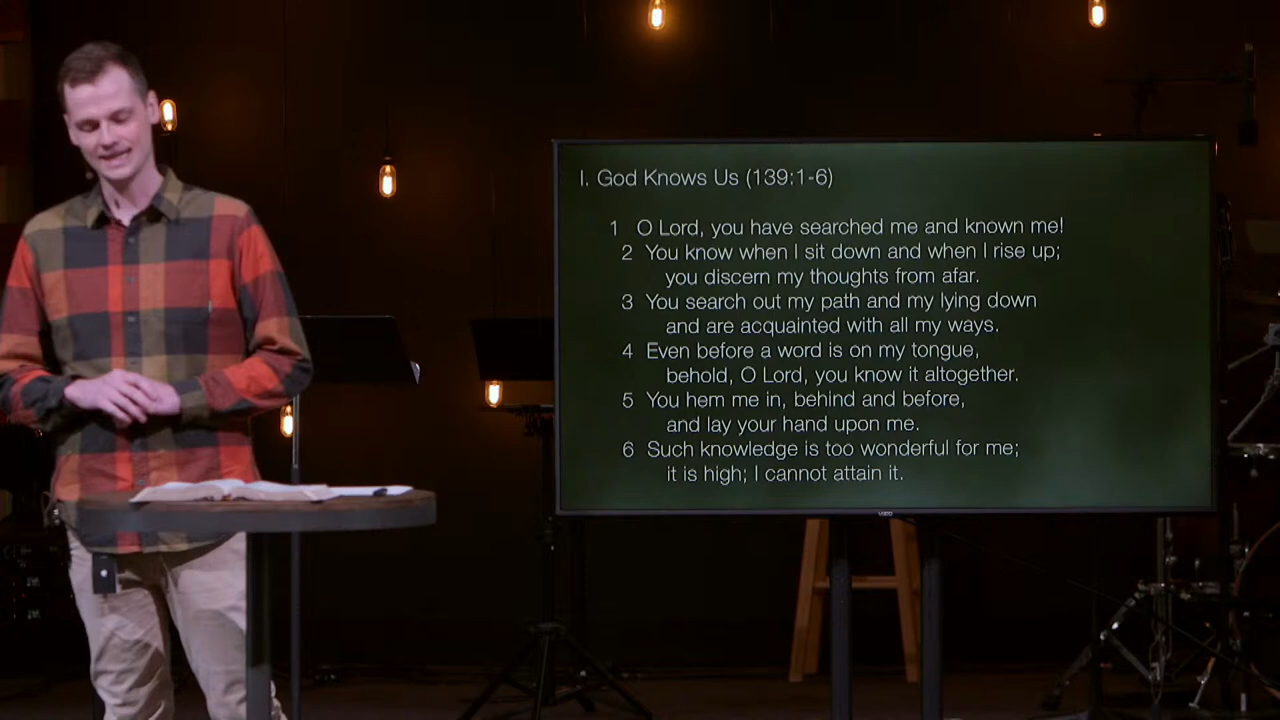 I. God Knows Us (139:1-6)
1 O Lord, you have searched me and known me!
2 You know when I sit down and when I rise up;
you discern my thoughts from afar.
3 You search out my path and my lying down
and are acquainted with all my ways.
4 Even before a word is on my tongue,
behold, O Lord, you know it altogether.
5 You hem me in, behind and before,
and lay your hand upon me.
6 Such knowledge is too wonderful for me;
it is high; I cannot attain it.
VIZIO